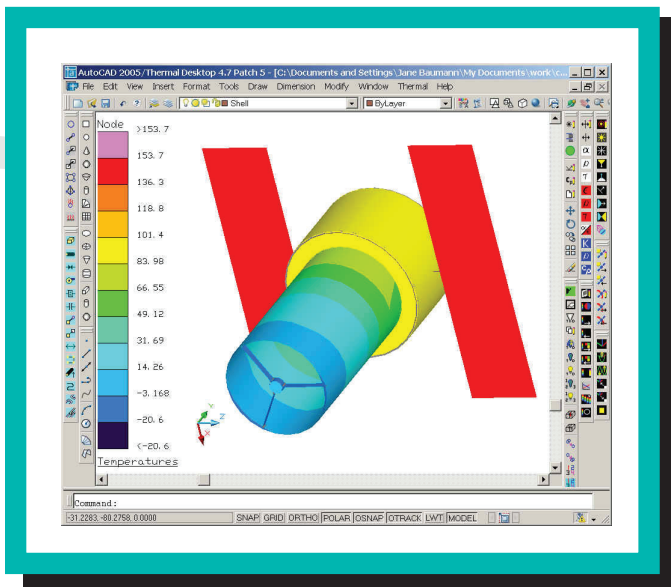 AutoCAD 2005/Thermal Desktop 4.7 Patch 5 - [C:\Documents and Settings\Jane Baumann\My Documents\work\c...
File Edit View Insert Format Tools Draw Dimension Modify Window Thermal Help
Shell ByLayer
Node
>153.7
153.7
136.3
118.8
101.4
83.98
66.55
49.12
31.69
14.26
-3.168
-20.6
<-20.6
Temperatures
Z
Y
X
Command:
-31.2283, -80.2758, 0.0000 SNAP GRID ORTHO POLAR OSNAP OTRACK LWT MODEL